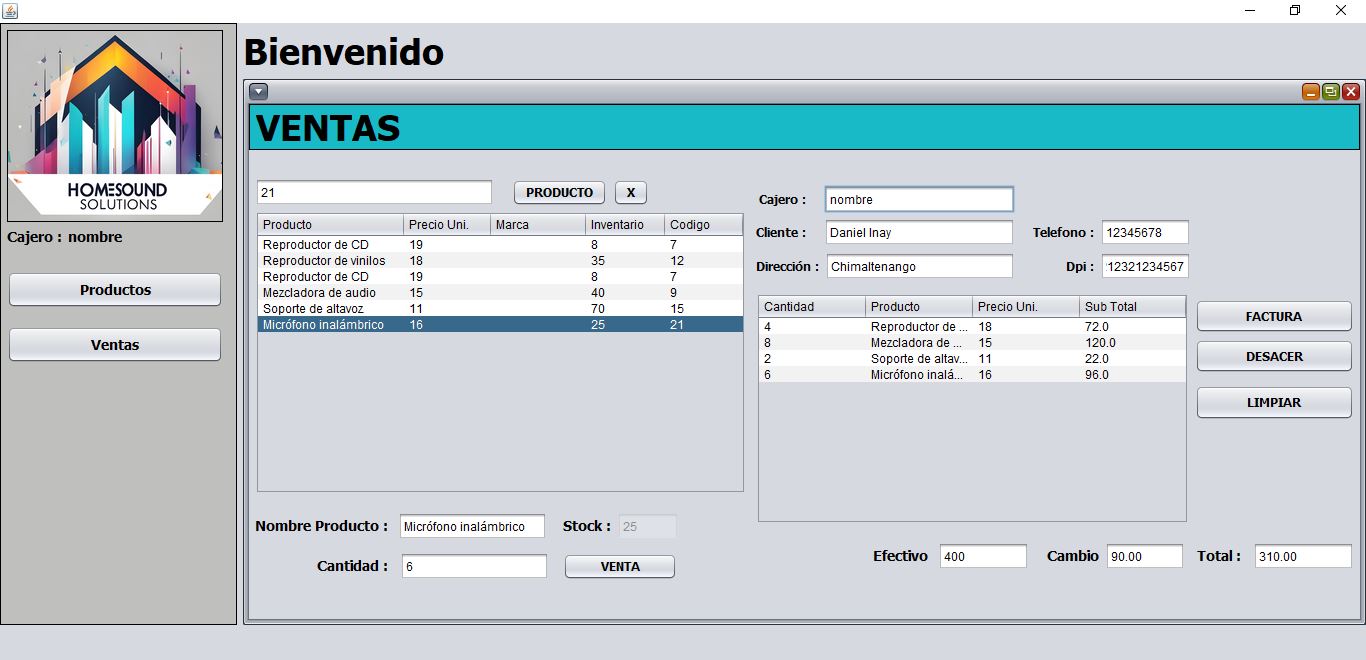 Bienvenido
HOMESOUND
SOLUTIONS
Cajero : nombre
Productos
Ventas
VENTAS
21 PRODUCTO X
Producto Precio Uni. Marca Inventario Codigo
Reproductor de CD 19 8 7
Reproductor de vinilos 18 35 12
Reproductor de CD 19 8 7
Mezcladora de audio 15 40 9
Soporte de altavoz 11 70 15
Micrófono inalámbrico 16 25 21
Nombre Producto : Micrófono inalámbrico Stock : 25
Cantidad : 6 VENTA
Cajero : nombre
Cliente : Daniel Inay Telefono : 12345678
Dirección : Chimaltenango Dpi : 12321234567
Cantidad Producto Precio Uni. Sub Total
4 Reproductor de ... 18 72.0
8 Mezcladora de ... 15 120.0
2 Soporte de altav... 11 22.0
6 Micrófono inalá... 16 96.0
FACTURA
DESACER
LIMPIAR
Efectivo 400 Cambio 90.00 Total : 310.00